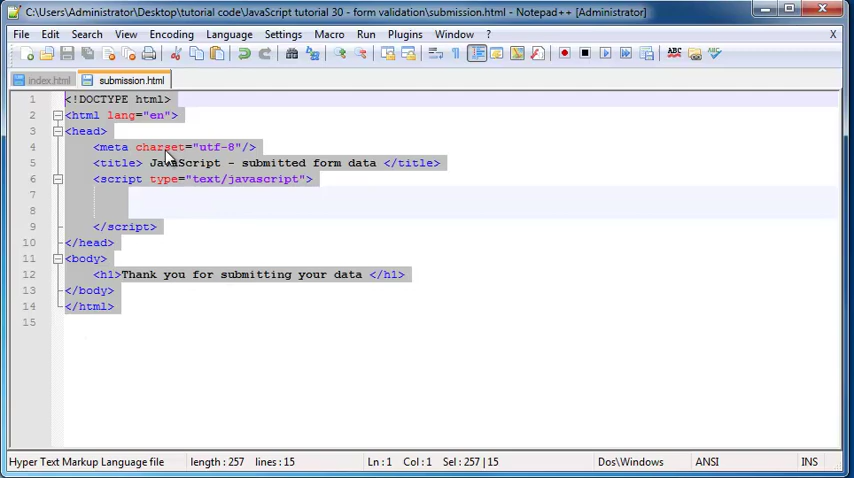 C:\Users\Administrator\Desktop\tutorial code\JavaScript tutorial 30 - form validation\submission.html - Notepad++ [Administrator]
File Edit Search View Encoding Language Settings Macro Run Plugins Window ? X
index.html submission.html
1 <!DOCTYPE html>
2 <html lang="en">
3 <head>
4 <meta charset="utf-8"/>
5 <title> JavaScript - submitted form data </title>
6 <script type="text/javascript">
7
8
9 </script>
10 </head>
11 <body>
12 <h1>Thank you for submitting your data </h1>
13 </body>
14 </html>
15
Hyper Text Markup Language file length : 257 lines : 15 Ln : 1 Col : 1 Sel : 257 | 15 Dos\Windows ANSI INS